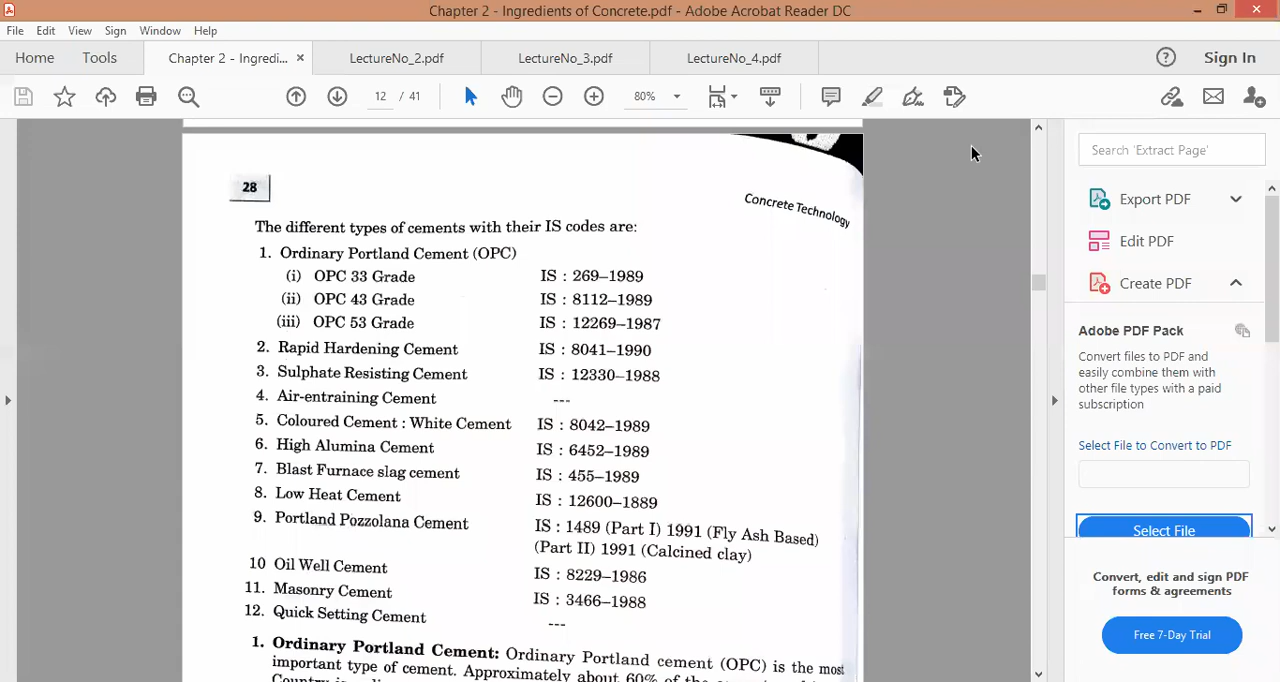 Chapter 2 - Ingredients of Concrete.pdf - Adobe Acrobat Reader DC
File Edit View Sign Window Help
Home Tools Chapter 2 - Ingredi... × LectureNo_2.pdf LectureNo_3.pdf LectureNo_4.pdf Sign In
12 / 41 80%
28
Concrete Technology
The different types of cements with their IS codes are:
1. Ordinary Portland Cement (OPC)
(i) OPC 33 Grade IS : 269–1989
(ii) OPC 43 Grade IS : 8112–1989
(iii) OPC 53 Grade IS : 12269–1987
2. Rapid Hardening Cement IS : 8041–1990
3. Sulphate Resisting Cement IS : 12330–1988
4. Air-entraining Cement ---
5. Coloured Cement : White Cement IS : 8042–1989
6. High Alumina Cement IS : 6452–1989
7. Blast Furnace slag cement IS : 455–1989
8. Low Heat Cement IS : 12600–1889
9. Portland Pozzolana Cement IS : 1489 (Part I) 1991 (Fly Ash Based)
(Part II) 1991 (Calcined clay)
10 Oil Well Cement IS : 8229–1986
11. Masonry Cement IS : 3466–1988
12. Quick Setting Cement ---
1. Ordinary Portland Cement: Ordinary Portland cement (OPC) is the most
important type of cement. Approximately about 60% of the
Search 'Extract Page'
Export PDF
Edit PDF
Create PDF
Adobe PDF Pack
Convert files to PDF and
easily combine them with
other file types with a paid
subscription
Select File to Convert to PDF
Select File
Convert, edit and sign PDF
forms & agreements
Free 7-Day Trial